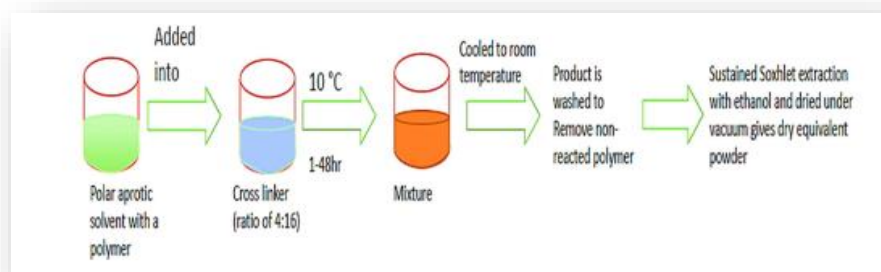 Added
into
10 °C
1-48hr
Cooled to room
temperature
Product is
washed to
Remove non-
reacted polymer
Sustained Soxhlet extraction
with ethanol and dried under
vacuum gives dry equivalent
powder
Polar aprotic
solvent with a
polymer
Cross linker
(ratio of 4:16)
Mixture